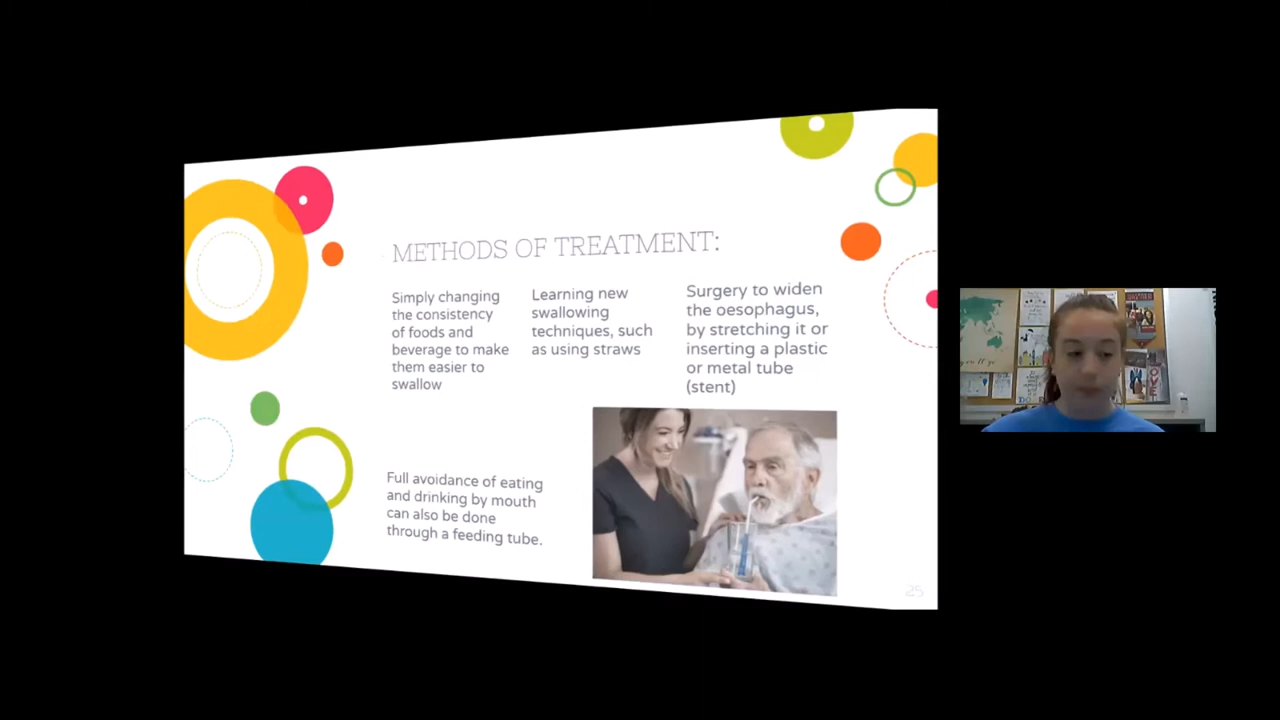 METHODS OF TREATMENT:
Simply changing
the consistency
of foods and
beverage to make
them easier to
swallow
Learning new
swallowing
techniques, such
as using straws
Surgery to widen
the oesophagus,
by stretching it or
inserting a plastic
or metal tube
(stent)
Full avoidance of eating
and drinking by mouth
can also be done
through a feeding tube.
25